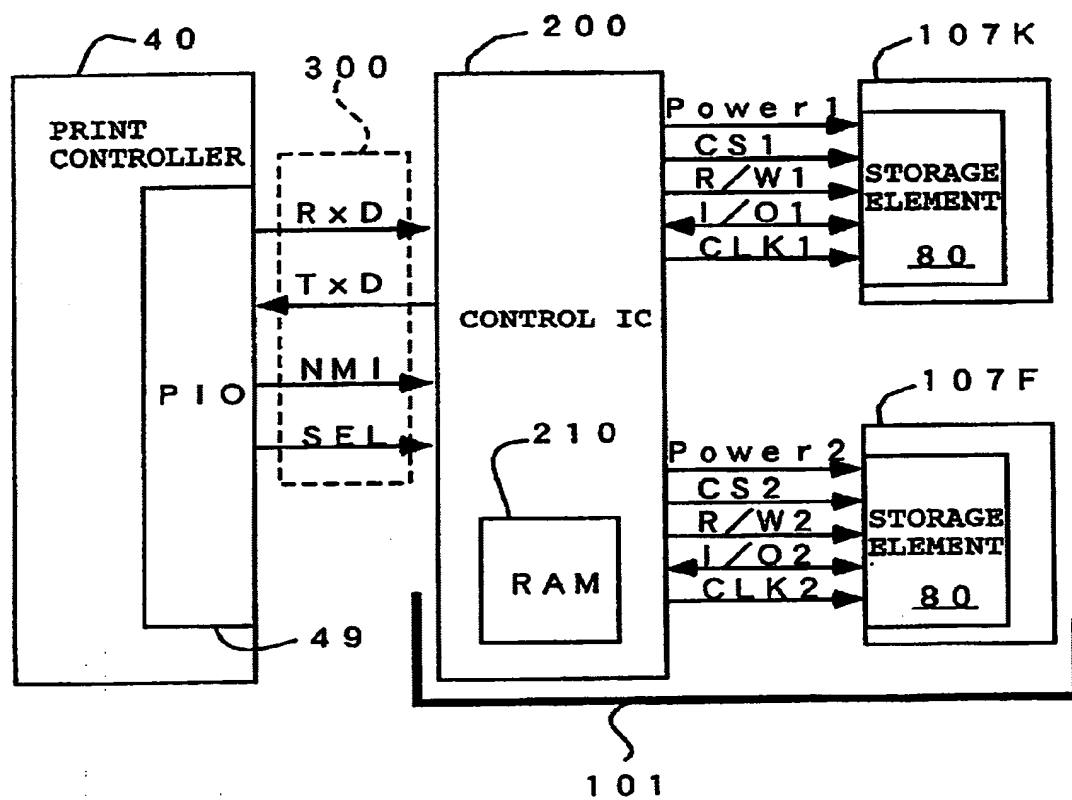 40
300
200
107K
PRINT
CONTROLLER
RxD
TxD
NMI
SEL
PIO
49
CONTROL IC
210
RAM
Power1
CS1
R/W1
I/O1
CLK1
STORAGE
ELEMENT
80
107F
Power2
CS2
R/W2
I/O2
CLK2
STORAGE
ELEMENT
80
101